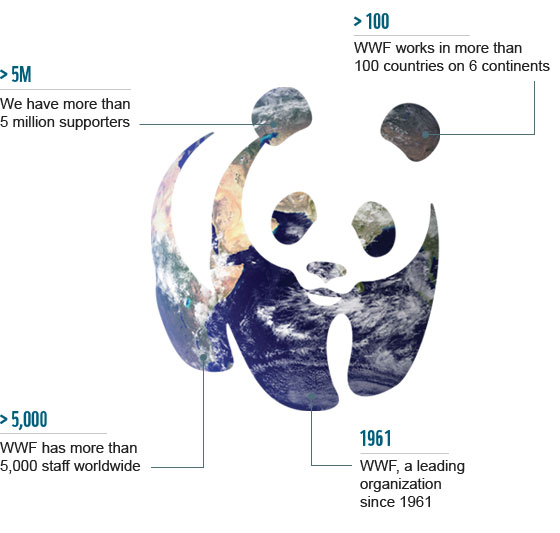 > 100
WWF works in more than
100 countries on 6 continents
> 5M
We have more than
5 million supporters
> 5,000
WWF has more than
5,000 staff worldwide
1961
WWF, a leading
organization
since 1961